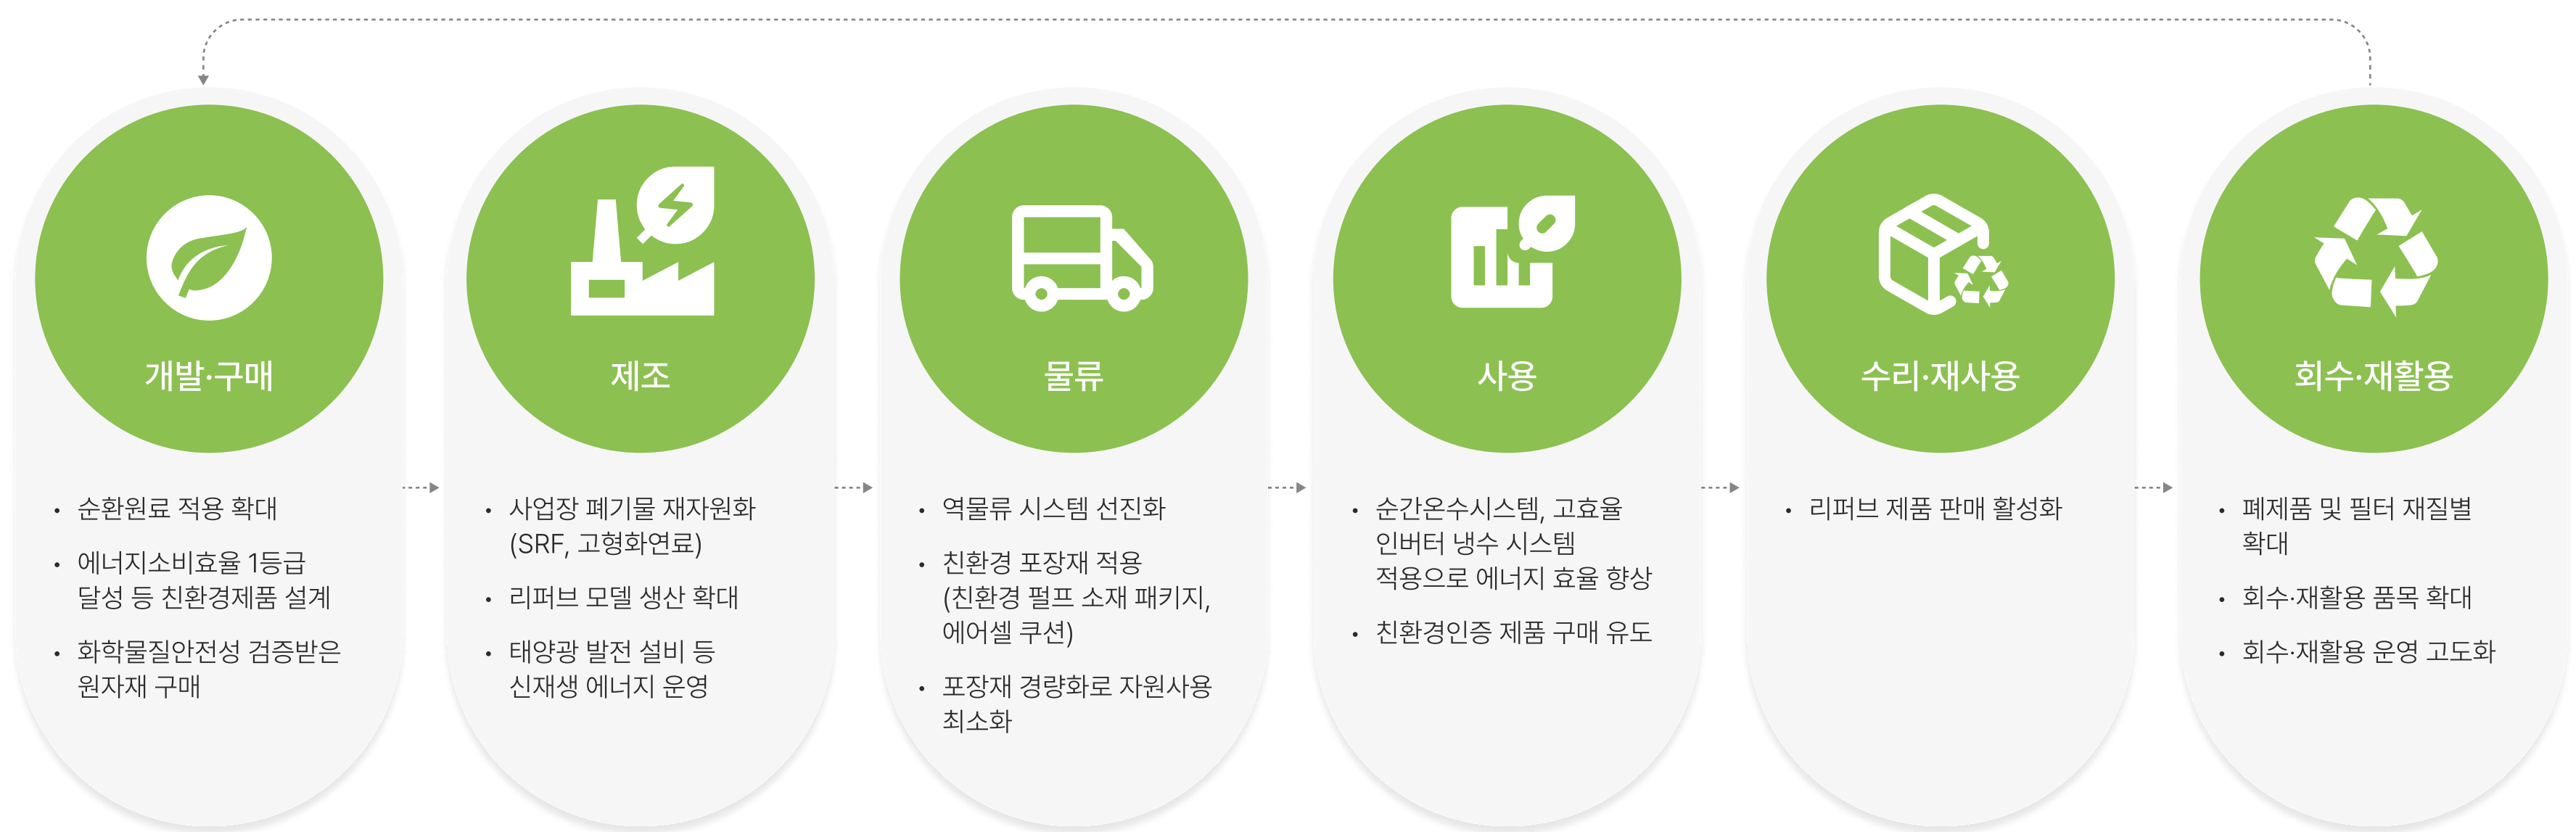 개발·구매
• 순환원료 적용 확대
• 에너지소비효율 1등급
달성 등 친환경제품 설계
• 화학물질안전성 검증받은
원자재 구매
제조
• 사업장 폐기물 재자원화
(SRF, 고형화연료)
• 리퍼브 모델 생산 확대
• 태양광 발전 설비 등
신재생 에너지 운영
물류
• 역물류 시스템 선진화
• 친환경 포장재 적용
(친환경 펄프 소재 패키지,
에어셀 쿠션)
• 포장재 경량화로 자원사용
최소화
사용
• 순간온수시스템, 고효율
인버터 냉수 시스템
적용으로 에너지 효율 향상
• 친환경인증 제품 구매 유도
수리·재사용
• 리퍼브 제품 판매 활성화
회수·재활용
• 폐제품 및 필터 재질별
확대
• 회수·재활용 품목 확대
• 회수·재활용 운영 고도화